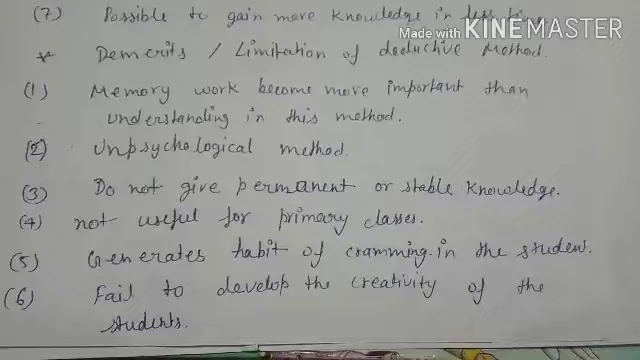 (7) Possible to gain more knowledge in less time
Made with KINEMASTER
* Demerits / Limitation of deductive Method.
(1) Memory work become more important than
understanding in this method.
(2) Unpsychological method.
(3) Do not give permanent or stable knowledge.
(4) not useful for primary classes.
(5) Generates habit of cramming in the student.
(6) Fail to develop the creativity of the
students.